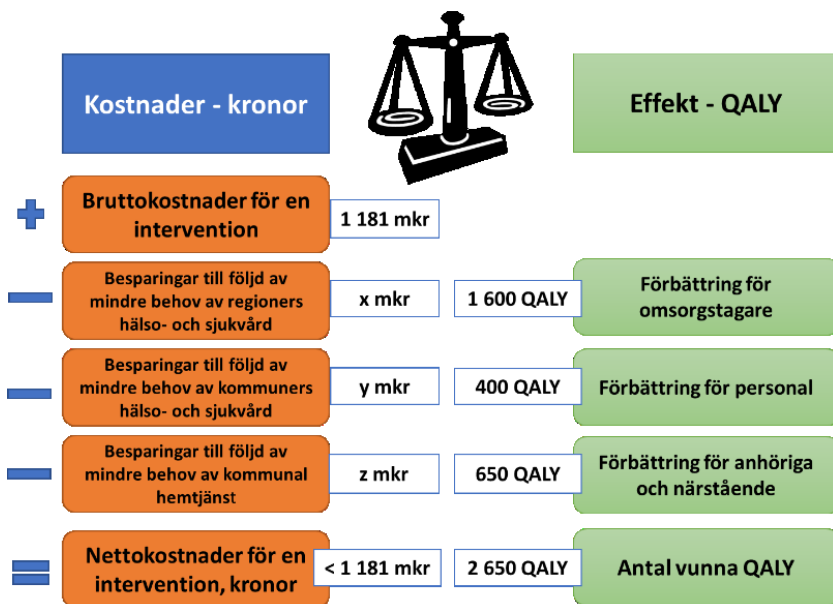 Kostnader - kronor
Effekt - QALY
Bruttokostnader för en
intervention
1 181 mkr
Besparingar till följd av
mindre behov av regioners
hälso- och sjukvård
x mkr
1 600 QALY
Förbättring för
omsorgstagare
Besparingar till följd av
mindre behov av kommuners
hälso- och sjukvård
y mkr
400 QALY
Förbättring för personal
Besparingar till följd av
mindre behov av kommunal
hemtjänst
z mkr
650 QALY
Förbättring för anhöriga
och närstående
Nettokostnader för en
intervention, kronor
< 1 181 mkr
2 650 QALY
Antal vunna QALY